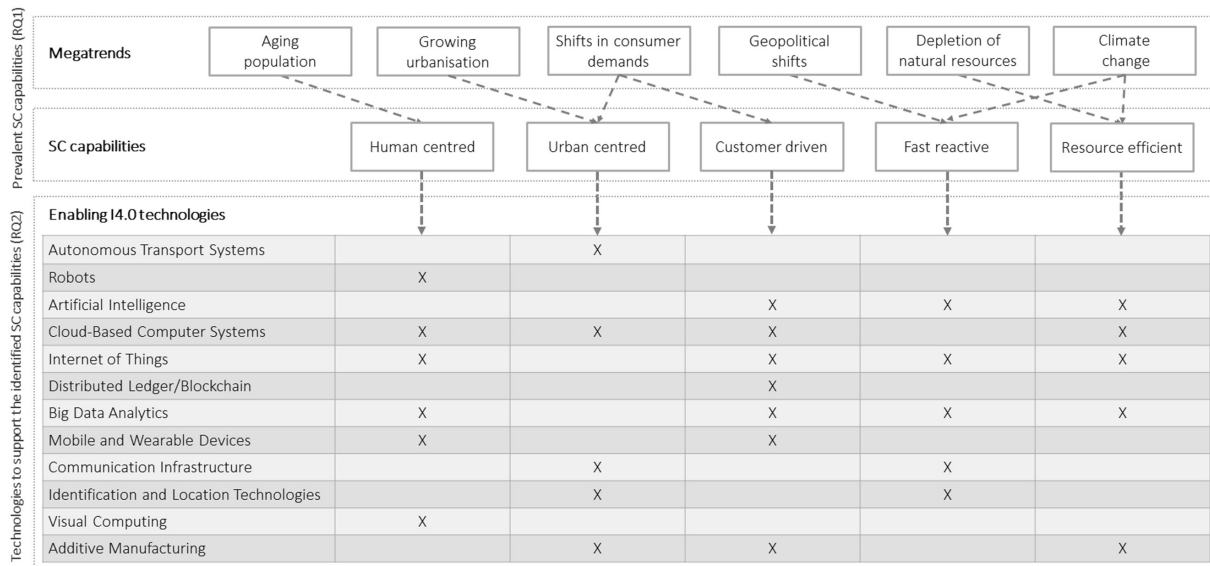 Prevalent SC capabilities (RQ1)
Megatrends
Aging
population
Growing
urbanisation
Shifts in consumer
demands
Geopolitical
shifts
Depletion of
natural resources
Climate
change
SC capabilities
Human centred
Urban centred
Customer driven
Fast reactive
Resource efficient
Technologies to support the identified SC capabilities (RQ2)
Enabling I4.0 technologies
Autonomous Transport Systems X
Robots X
Artificial Intelligence X X X
Cloud-Based Computer Systems X X X X
Internet of Things X X X X
Distributed Ledger/Blockchain X
Big Data Analytics X X X X
Mobile and Wearable Devices X X
Communication Infrastructure X X
Identification and Location Technologies X X
Visual Computing X
Additive Manufacturing X X X